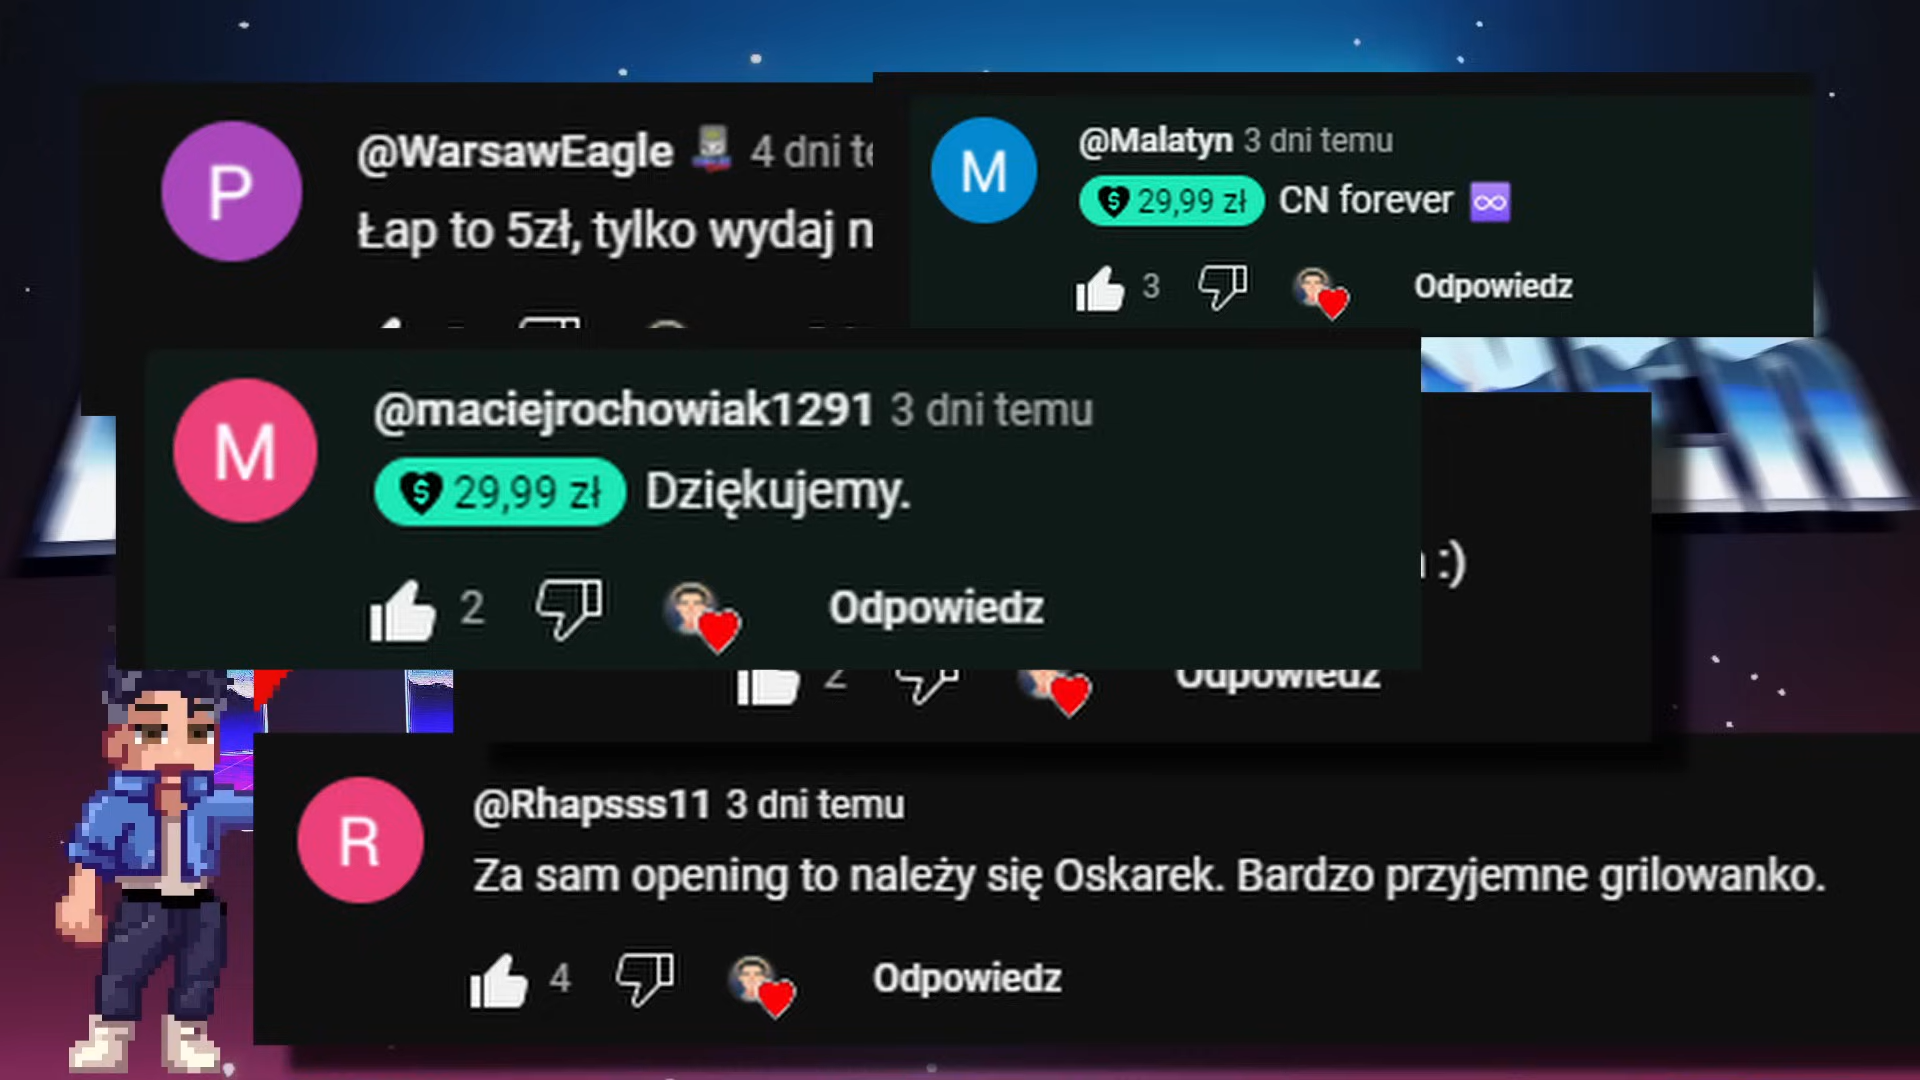 P
@WarsawEagle 4 dni
Łap to 5zł, tylko wydaj
M
@Malatyn 3 dni temu
29,99 zł CN forever ♾️
3 Odpowiedz
M
@maciejrochowiak1291 3 dni temu
29,99 zł Dziękujemy.
2 Odpowiedz
:)
2 Odpowiedz
R
@Rhapsss11 3 dni temu
Za sam opening to należy się Oskarek. Bardzo przyjemne grilowanko.
4 Odpowiedz